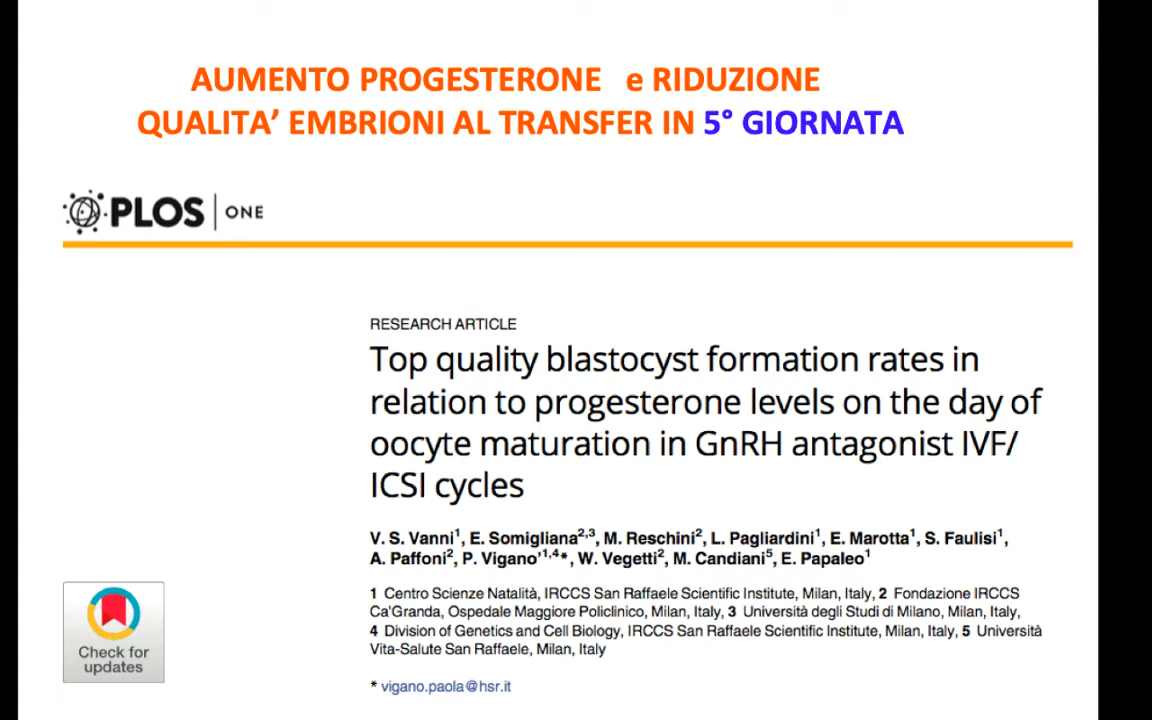 AUMENTO PROGESTERONE e RIDUZIONE
QUALITA’ EMBRIONI AL TRANSFER IN 5° GIORNATA
PLOS | ONE
RESEARCH ARTICLE
Top quality blastocyst formation rates in
relation to progesterone levels on the day of
oocyte maturation in GnRH antagonist IVF/
ICSI cycles
V. S. Vanni1, E. Somigliana2,3, M. Reschini2, L. Pagliardini1, E. Marotta1, S. Faulisi1,
A. Paffoni2, P. Vigano’1,4*, W. Vegetti2, M. Candiani5, E. Papaleo1
1 Centro Scienze Natalità, IRCCS San Raffaele Scientific Institute, Milan, Italy, 2 Fondazione IRCCS
Ca'Granda, Ospedale Maggiore Policlinico, Milan, Italy, 3 Università degli Studi di Milano, Milan, Italy,
4 Division of Genetics and Cell Biology, IRCCS San Raffaele Scientific Institute, Milan, Italy, 5 Università
Vita-Salute San Raffaele, Milan, Italy
* vigano.paola@hsr.it
Check for
updates